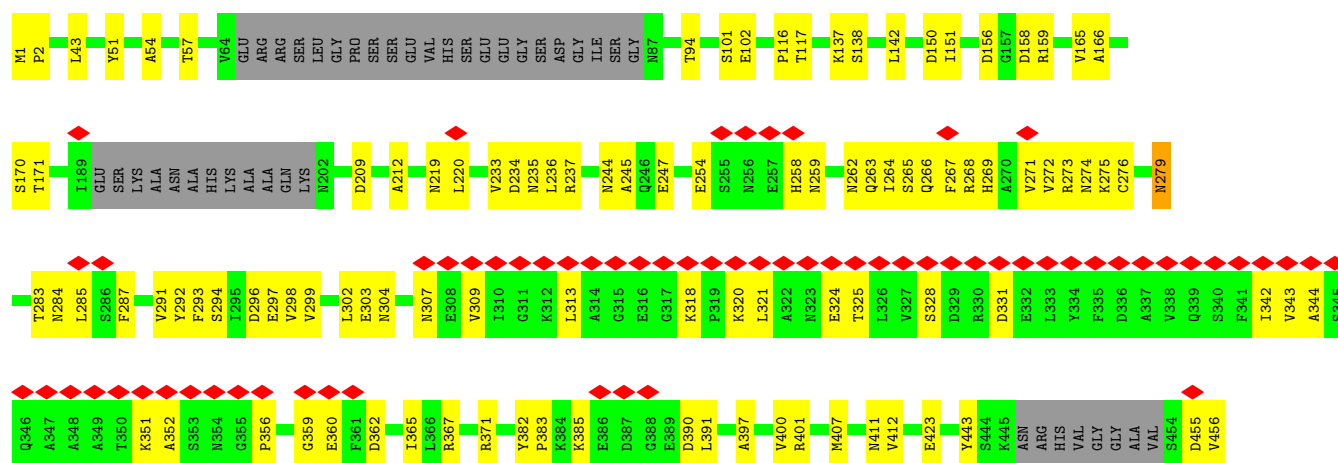 M1 P2 L43 Y51 A54 T57 V64 GLU ARG ARG SER LEU GLY PRO SER SER GLU VAL HIS SER GLU GLU GLY SER ASP GLY ILE SER GLY N87 T94 S101 E102 P116 T117 K137 S138 L142 D150 I151 D156 G157 D158 R159 V165 A166
S170 T171 I189 GLU SER LYS ALA ASN ALA HIS LYS ALA ALA GLN LYS N202 D209 A212 N219 L220 V233 D234 N235 L236 R237 N244 A245 Q246 E247 E254 S255 N256 E257 H258 N259 N262 Q263 I264 S265 Q266 F267 R268 H269 A270 V271 V272 R273 N274 K275 C276 N279
T283 N284 L285 S286 F287 V291 Y292 F293 S294 I295 D296 E297 V298 V299 L302 E303 N304 N307 E308 V309 I310 G311 K312 L313 A314 G315 E316 G317 K318 P319 K320 L321 A322 N323 E324 T325 L326 V327 S328 D329 R330 D331 E332 L333 Y334 F335 D336 A337 V338 Q339 S340 F341 I342 V343 A344 S345
Q346 A347 A348 A349 T350 K351 A352 S353 N354 G355 P356 G359 E360 F361 D362 I365 L366 R367 R371 Y382 P383 K384 K385 E386 D387 G388 E389 D390 L391 A397 V400 R401 M407 N411 V412 E423 Y443 S444 K445 ASN ARG HIS VAL GLY GLY ALA VAL S454 D455 V456